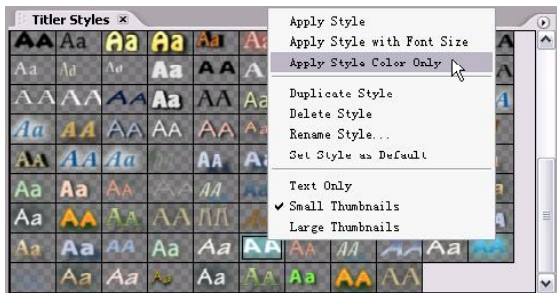 Titler Styles
Apply Style
Apply Style with Font Size
Apply Style Color Only
Duplicate Style
Delete Style
Rename Style...
Set Style as Default
Text Only
Small Thumbnails
Large Thumbnails